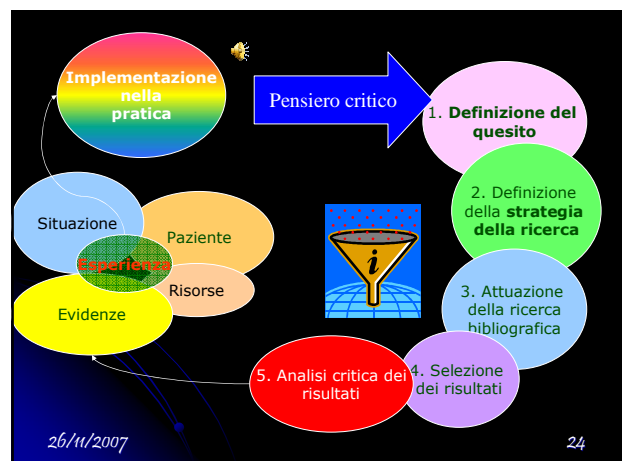 Implementazione
nella
pratica
Pensiero critico
1. Definizione del
quesito
2. Definizione
della strategia
della ricerca
3. Attuazione
della ricerca
bibliografica
4. Selezione
dei risultati
5. Analisi critica dei
risultati
Situazione
Paziente
Esperienza
Risorse
Evidenze
i
26/11/2007
24